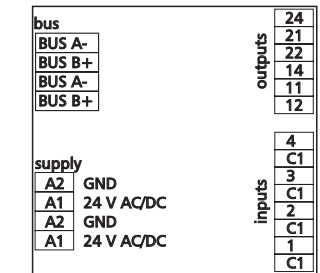 bus
BUS A-
BUS B+
BUS A-
BUS B+
supply
A2 GND
A1 24 V AC/DC
A2 GND
A1 24 V AC/DC
outputs
24
21
22
14
11
12
inputs
4
C1
3
C1
2
C1
1
C1